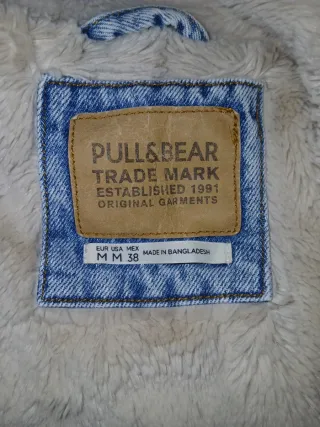 PULL&BEAR
TRADE MARK
ESTABLISHED 1991
ORIGINAL GARMENTS
EUR USA MEX
M M 38 MADE IN BANGLADESH